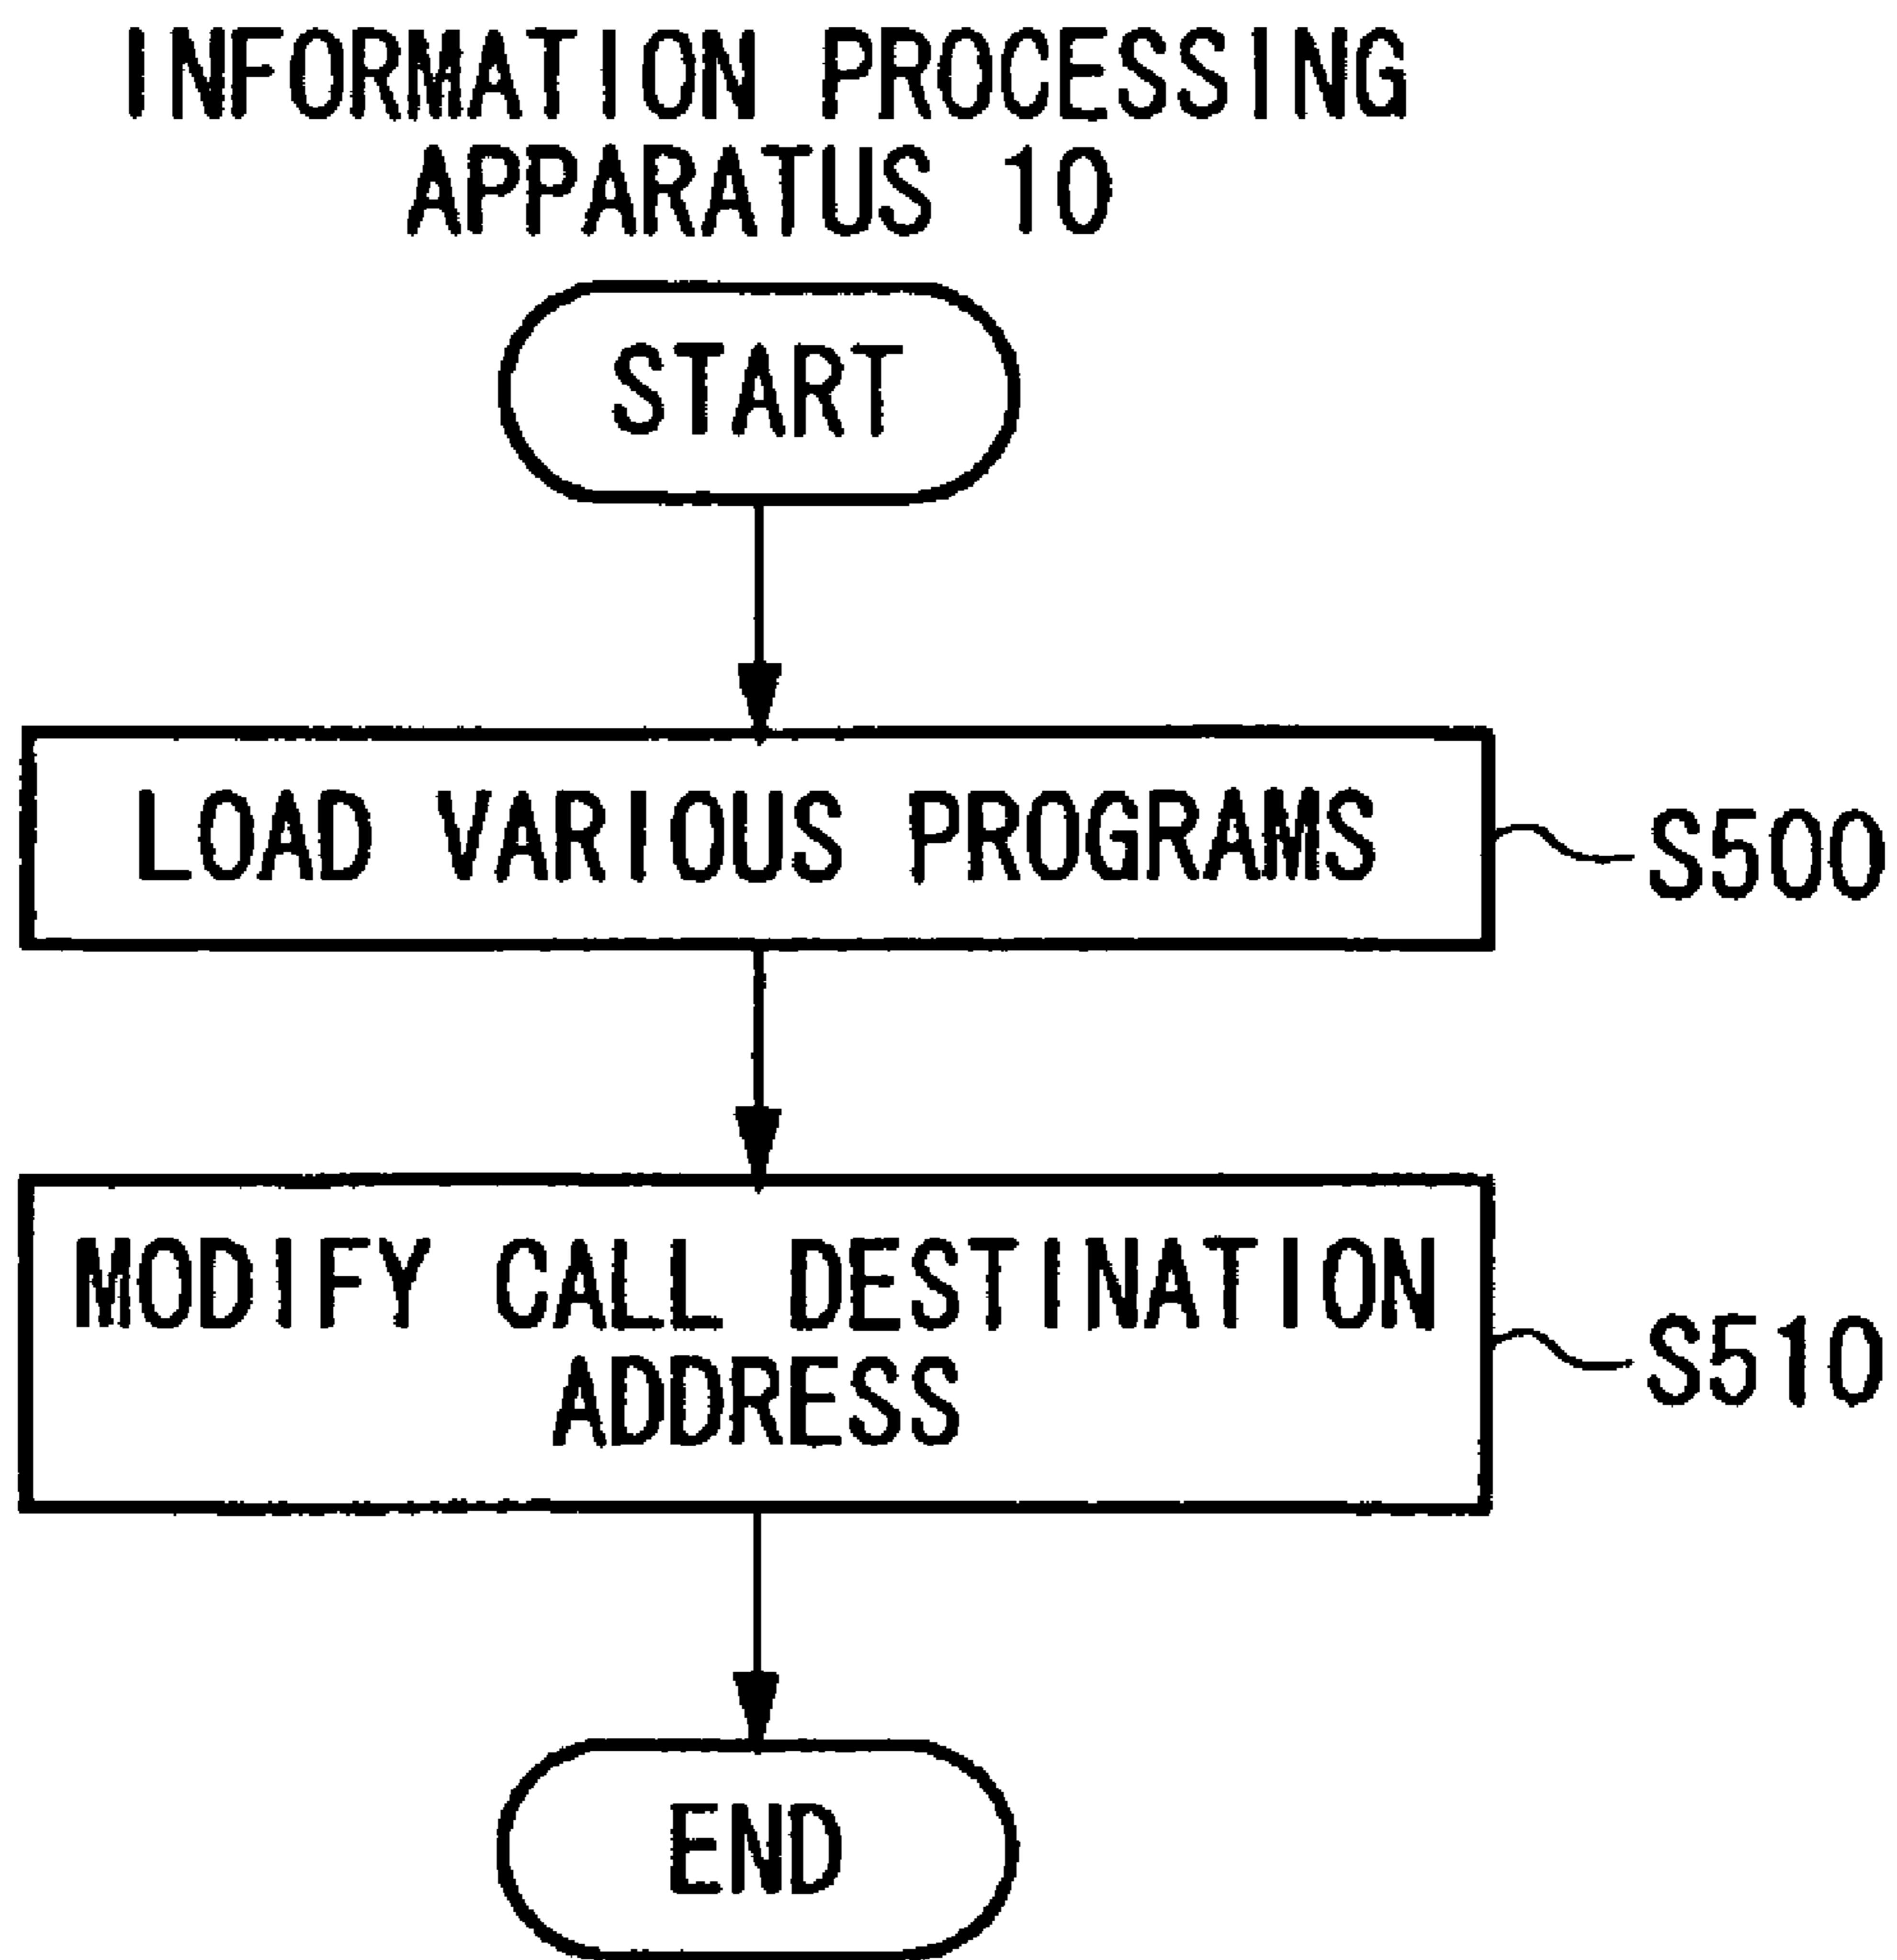 INFORMATION PROCESSING
APPARATUS 10
START
LOAD VARIOUS PROGRAMS
S500
MODIFY CALL DESTINATION
ADDRESS
S510
END